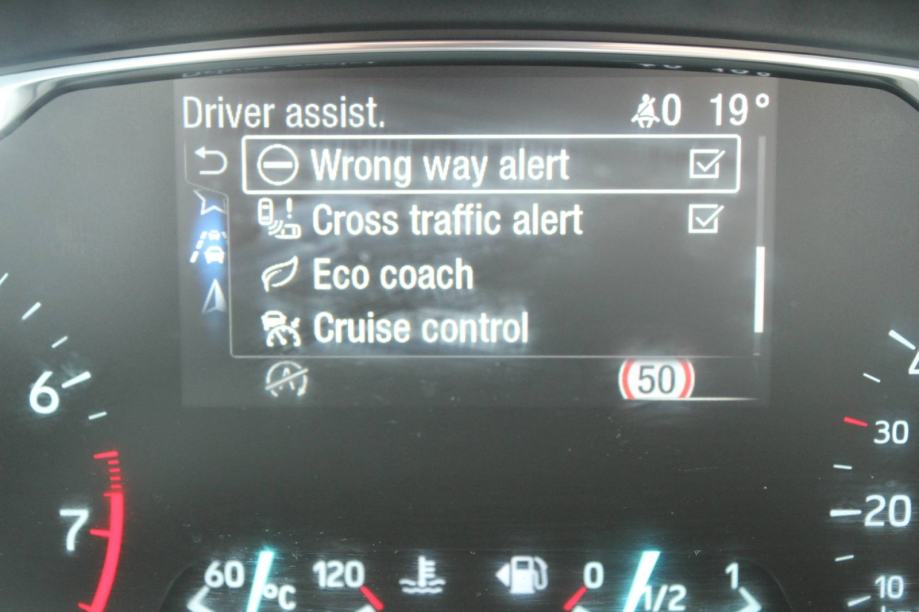 Driver assist. 0 19°
Wrong way alert
Cross traffic alert
Eco coach
Cruise control
A 50
6
7
30
20
10
60 °C 120
0 1/2 1